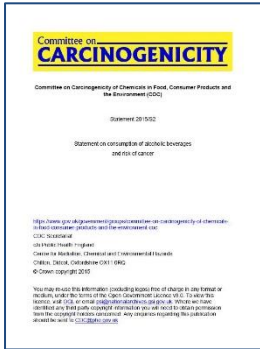 Committee on
CARCINOGENICITY
Committee on Carcinogenicity of Chemicals in Food, Consumer Products and
the Environment (COC)
Statement 2015/S2
Statement on consumption of alcoholic beverages
and risk of cancer
https://www.gov.uk/government/groups/committee-on-carcinogenicity-of-chemicals-
in-food-consumer-products-and-the-environment-coc
COC Secretariat
c/o Public Health England
Centre for Radiation, Chemical and Environmental Hazards
Chilton, Didcot, Oxfordshire OX11 0RQ
© Crown copyright 2015
You may re-use this information (excluding logos) free of charge in any format or
medium, under the terms of the Open Government Licence v3.0. To view this
licence, visit OGL or email psi@nationalarchives.gsi.gov.uk. Where we have
identified any third party copyright information you will need to obtain permission
from the copyright holders concerned. Any enquiries regarding this publication
should be sent to COC@phe.gov.uk